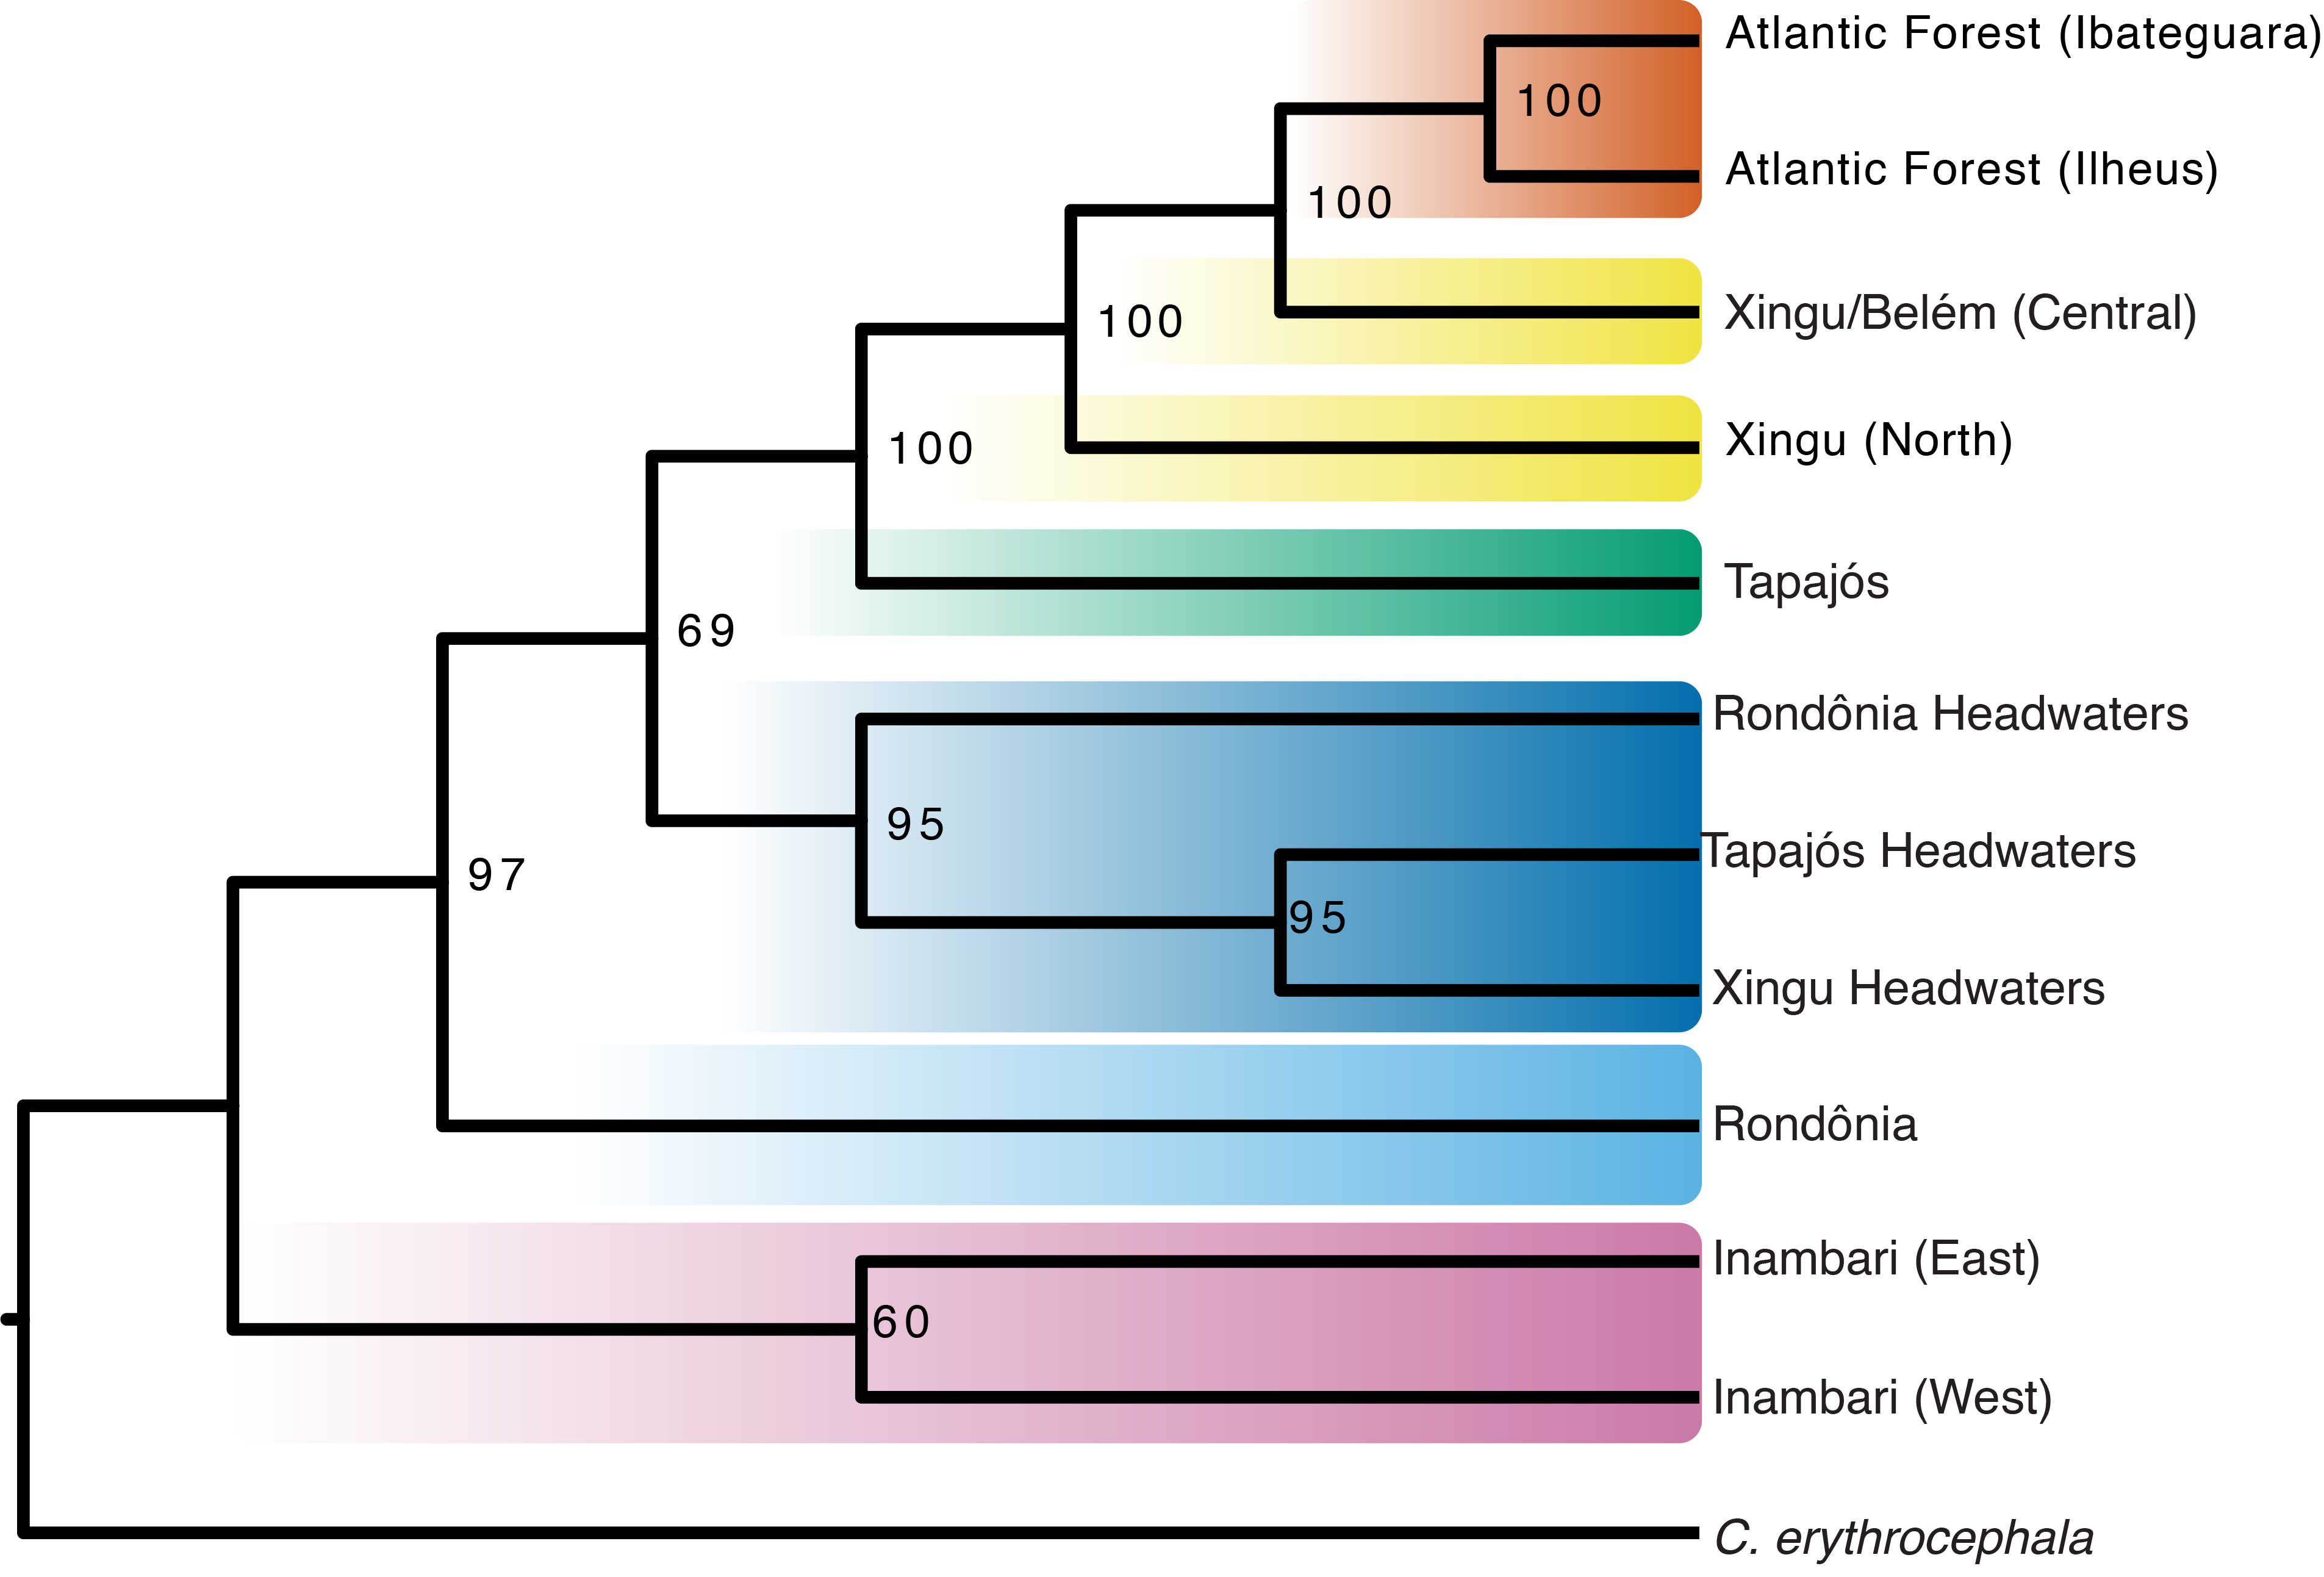 Atlantic Forest (Ibateguara)
100
Atlantic Forest (Ilheus)
100
Xingu/Belém (Central)
100
Xingu (North)
100
Tapajós
69
Rondônia Headwaters
95
Tapajós Headwaters
97
95
Xingu Headwaters
Rondônia
Inambari (East)
60
Inambari (West)
C. erythrocephala